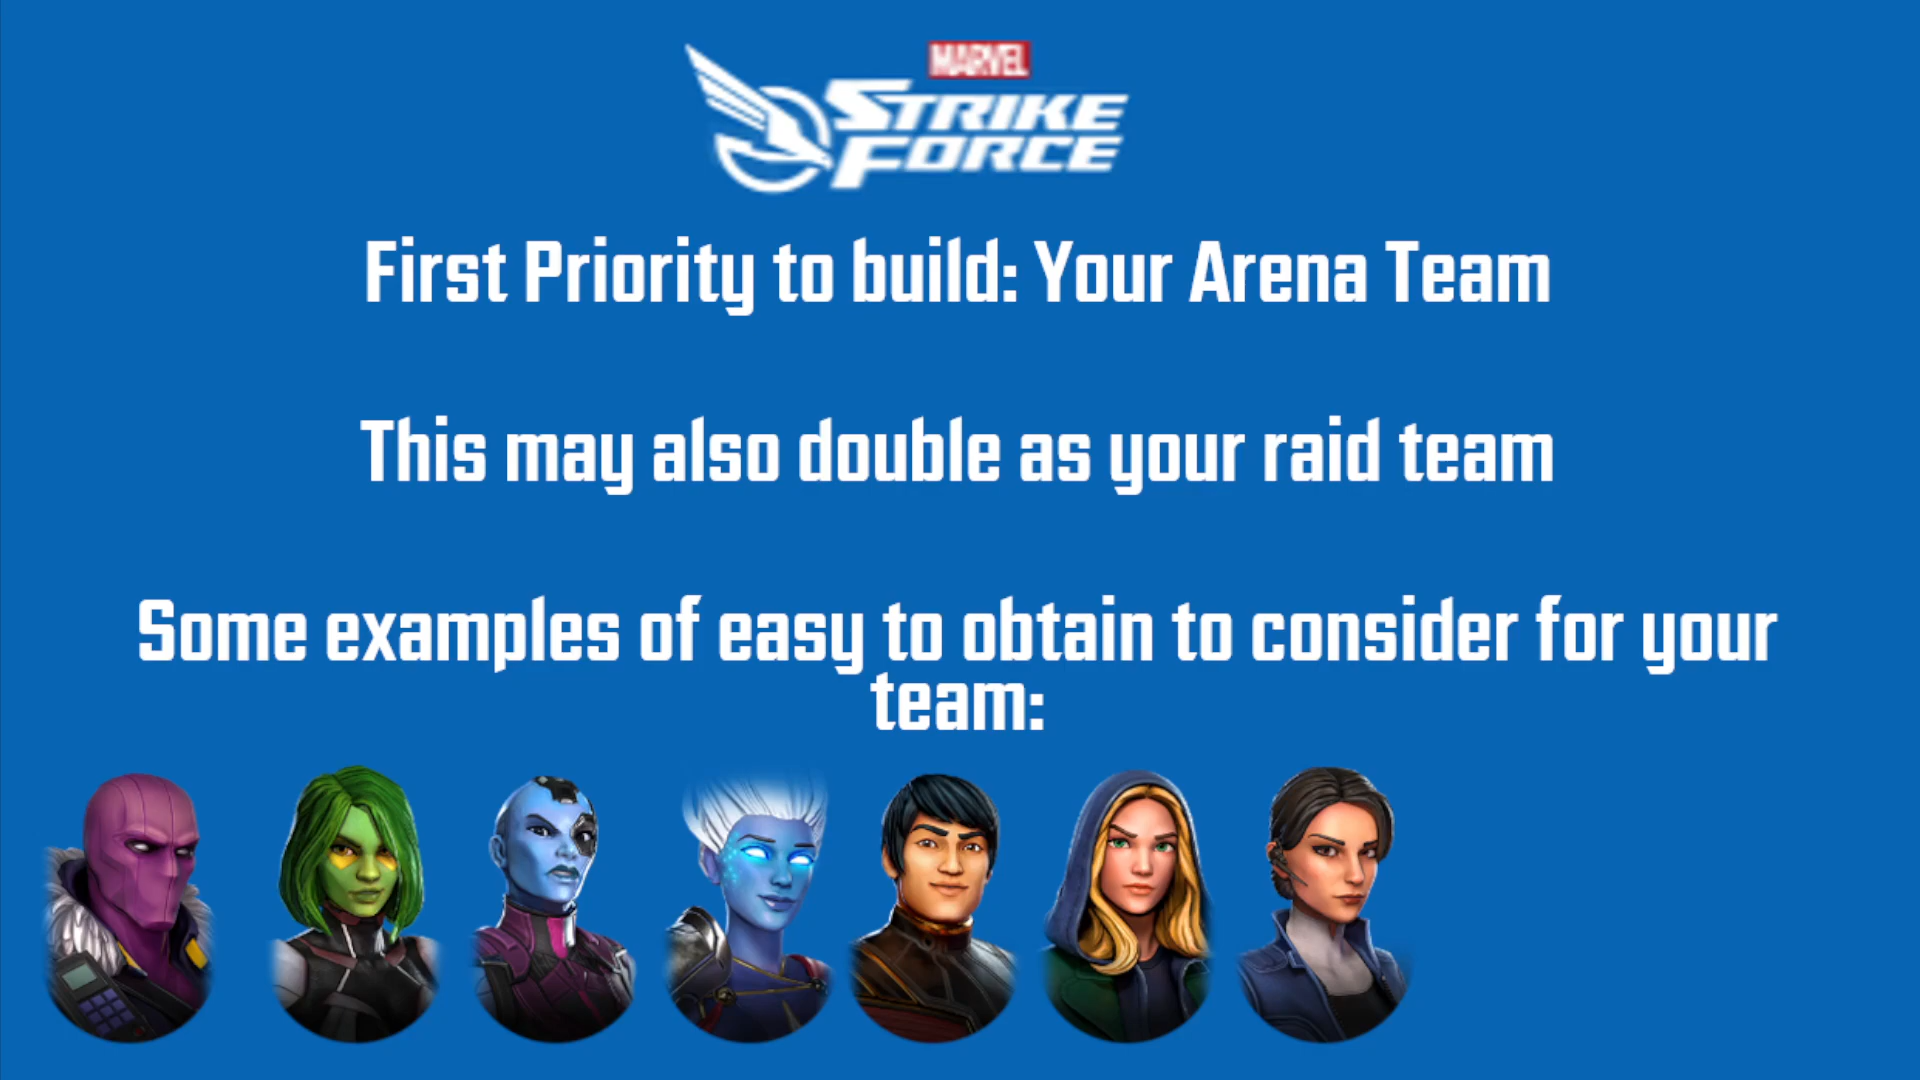 MARVEL
STRIKE
FORCE
First Priority to build: Your Arena Team
This may also double as your raid team
Some examples of easy to obtain to consider for your
team: